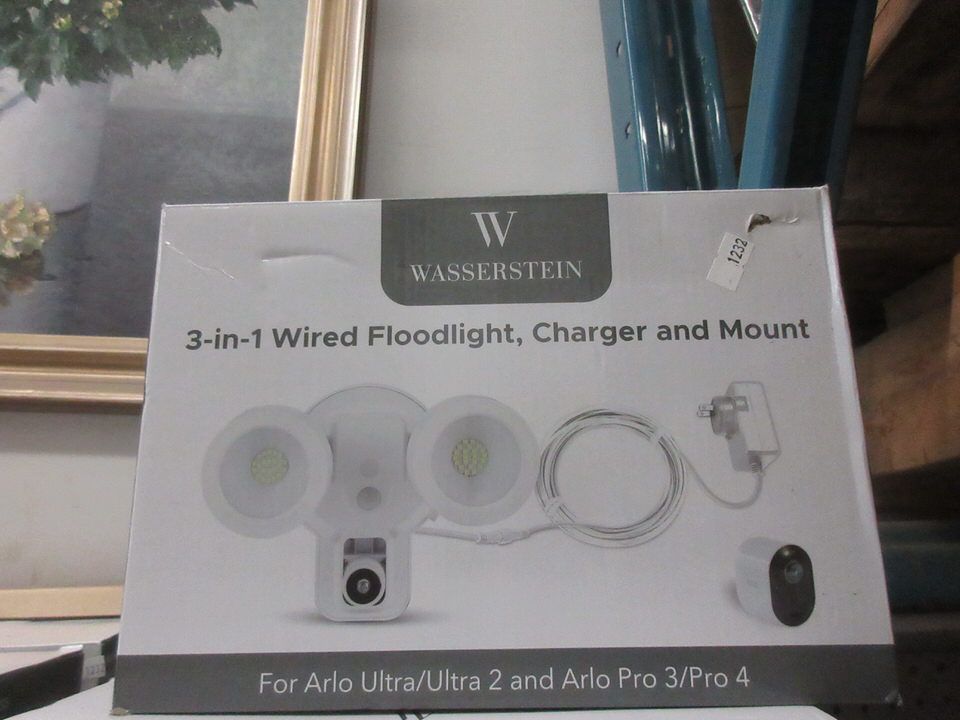 W
WASSERSTEIN
1232
3-in-1 Wired Floodlight, Charger and Mount
For Arlo Ultra/Ultra 2 and Arlo Pro 3/Pro 4
1232